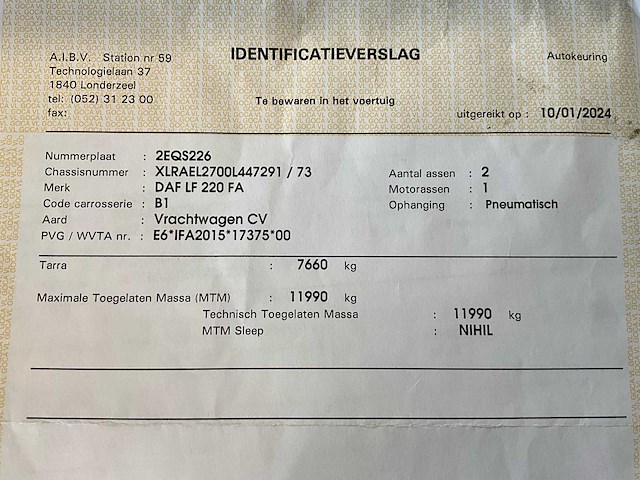 IDENTIFICATIEVERSLAG
A.I.B.V. Station nr 59
Autokeuring
Technologielaan 37
1840 Londerzeel
tel: (052) 31 23 00
Te bewaren in het voertuig
fax:
uitgereikt op : 10/01/2024
Nummerplaat : 2EQS226
Chassisnummer : XLRAEL2700L447291 / 73
Aantal assen : 2
Merk : DAF LF 220 FA
Motorassen : 1
Code carrosserie : B1
Ophanging : Pneumatisch
Aard : Vrachtwagen CV
PVG / WVTA nr. : E6*IFA2015*17375*00
Tarra : 7660 kg
Maximale Toegelaten Massa (MTM) : 11990 kg
Technisch Toegelaten Massa : 11990 kg
MTM Sleep : NIHIL